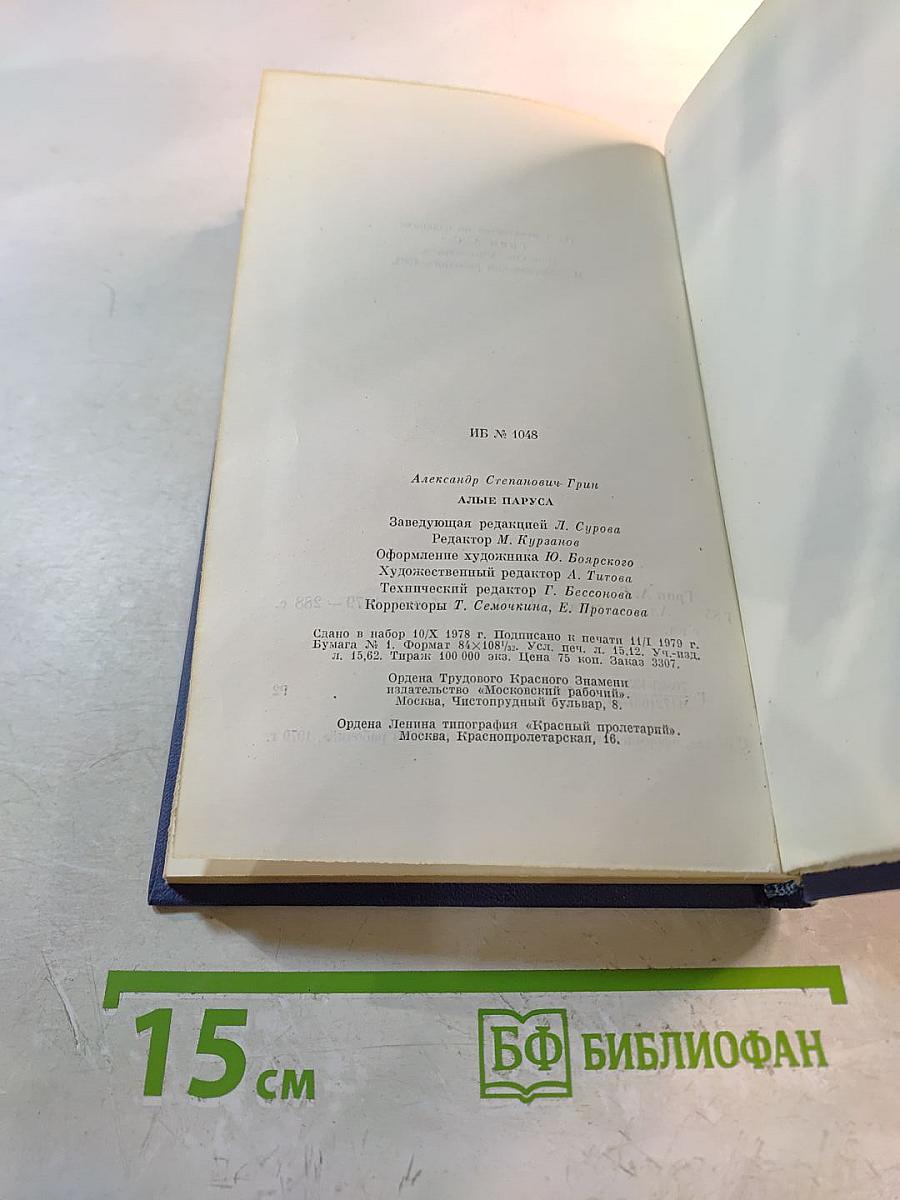 ИБ № 1048
Александр Степанович Грин
АЛЫЕ ПАРУСА
Заведующая редакцией Л. Сурова
Редактор М. Курзанов
Оформление художника Ю. Боярского
Художественный редактор А. Титова
Технический редактор Г. Бессонова
Корректоры Т. Семочкина, Е. Протасова
Сдано в набор 10/X 1978 г. Подписано к печати 11/I 1979 г.
Бумага № 1. Формат 84×108¹/₃₂. Усл. печ. л. 15,12. Уч.-изд.
л. 15,62. Тираж 100 000 экз. Цена 75 коп. Заказ 3307.
Ордена Трудового Красного Знамени
издательство «Московский рабочий».
Москва, Чистопрудный бульвар, 8.
Ордена Ленина типография «Красный пролетарий».
Москва, Краснопролетарская, 16.
15 см
БФ БИБЛИОФАН